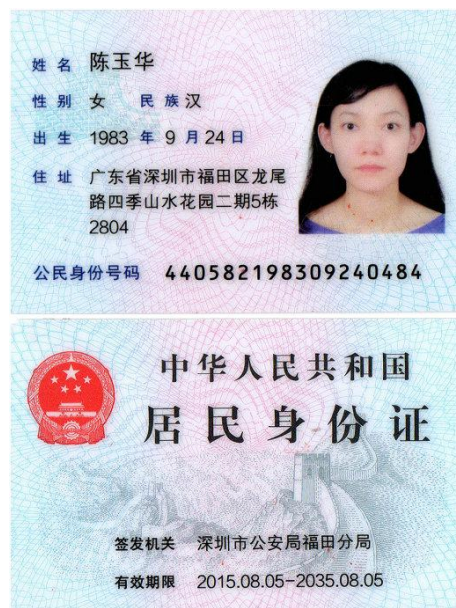 姓名 陈玉华
性别 女 民族 汉
出生 1983 年 9 月 24 日
住址 广东省深圳市福田区龙尾
路四季山水花园二期5栋
2804
公民身份号码 440582198309240484
中华人民共和国
居民身份证
签发机关 深圳市公安局福田分局
有效期限 2015.08.05-2035.08.05